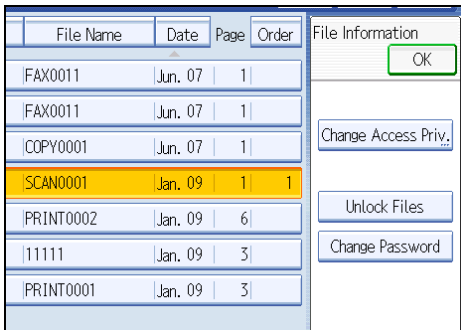 File Name Date Page Order
FAX0011 Jun. 07 1
FAX0011 Jun. 07 1
COPY0001 Jun. 07 1
SCAN0001 Jan. 09 1 1
PRINT0002 Jan. 09 6
11111 Jan. 09 3
PRINT0001 Jan. 09 3
File Information
OK
Change Access Priv.
Unlock Files
Change Password